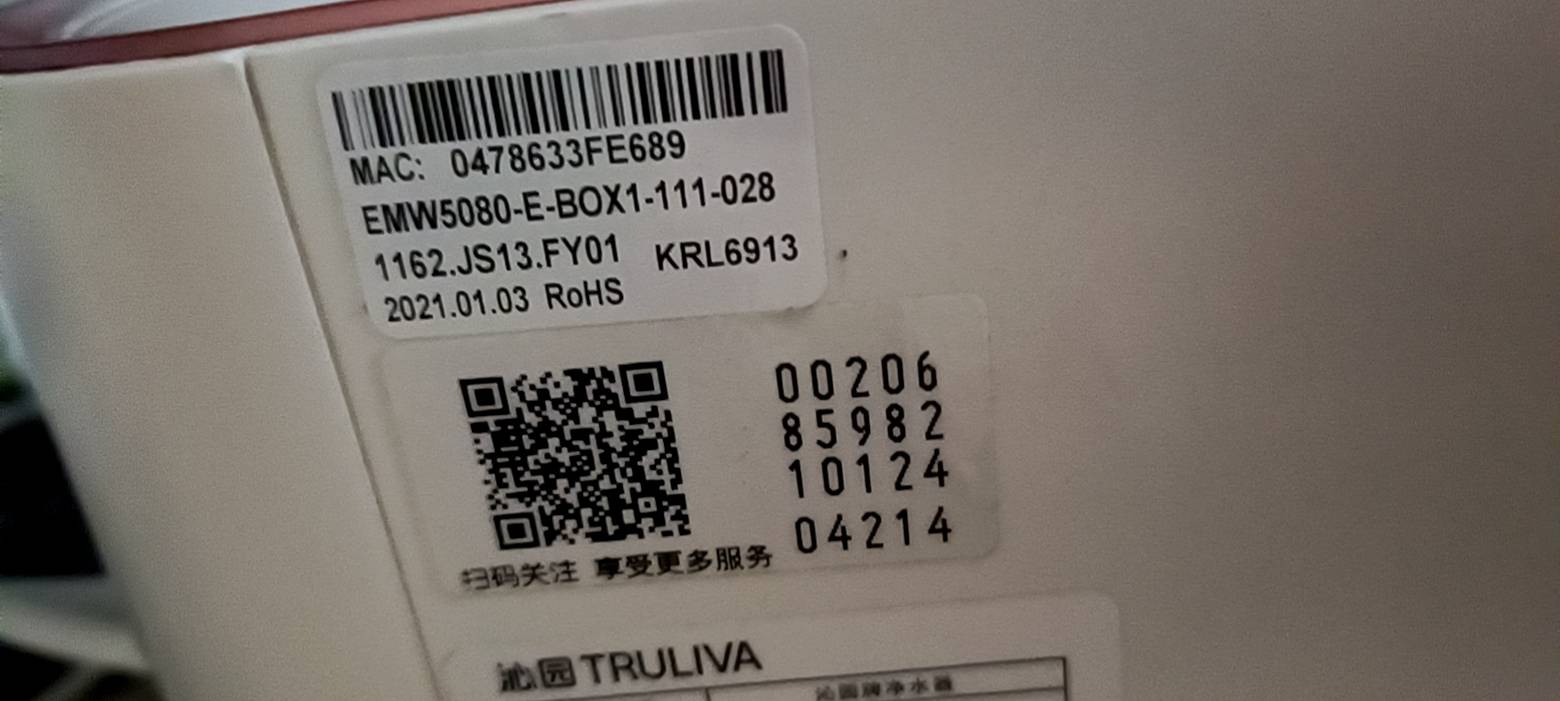 MAC: 0478633FE689
EMW5080-E-BOX1-111-028
1162.JS13.FY01 KRL6913
2021.01.03 RoHS
00206
85982
10124
04214
扫码关注 享受更多服务
沁园TRULIVA
沁园牌净水器